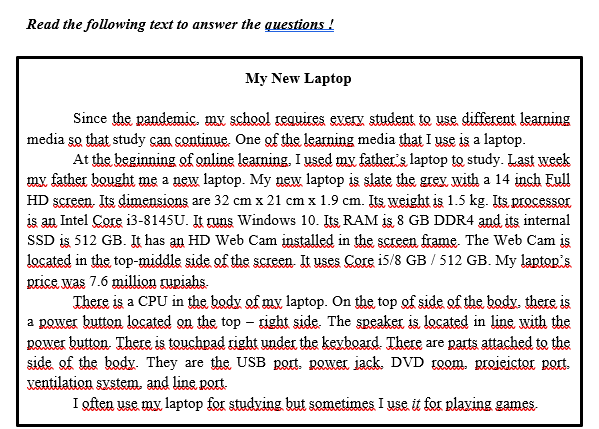 Read the following text to answer the questions !
My New Laptop
Since the pandemic, my school requires every student to use different learning
media so that study can continue. One of the learning media that I use is a laptop.
At the beginning of online learning, I used my father's laptop to study. Last week
my father bought me a new laptop. My new laptop is slate the grey with a 14 inch Full
HD screen. Its dimensions are 32 cm x 21 cm x 1.9 cm. Its weight is 1.5 kg. Its processor
is an Intel Core i3-8145U. It runs Windows 10. Its RAM is 8 GB DDR4 and its internal
SSD is 512 GB. It has an HD Web Cam installed in the screen frame. The Web Cam is
located in the top-middle side of the screen. It uses Core i5/8 GB / 512 GB. My laptop's
price was 7.6 million rupiahs.
There is a CPU in the body of my laptop. On the top of side of the body, there is
a power button located on the top – right side. The speaker is located in line with the
power button. There is touchpad right under the keyboard. There are parts attached to the
side of the body. They are the USB port, power jack, DVD room, projejctor port,
ventilation system, and line port.
I often use my laptop for studying but sometimes I use it for playing games.